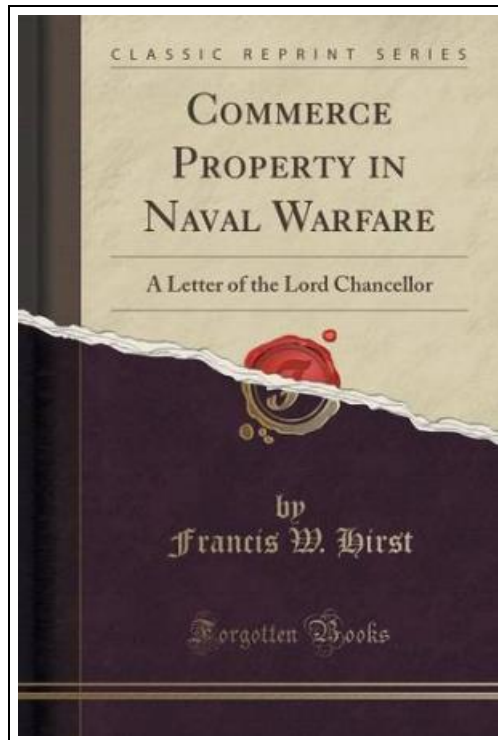 CLASSIC REPRINT SERIES
COMMERCE
PROPERTY IN
NAVAL WARFARE
A Letter of the Lord Chancellor
by
Francis W. Hirst
Forgotten Books